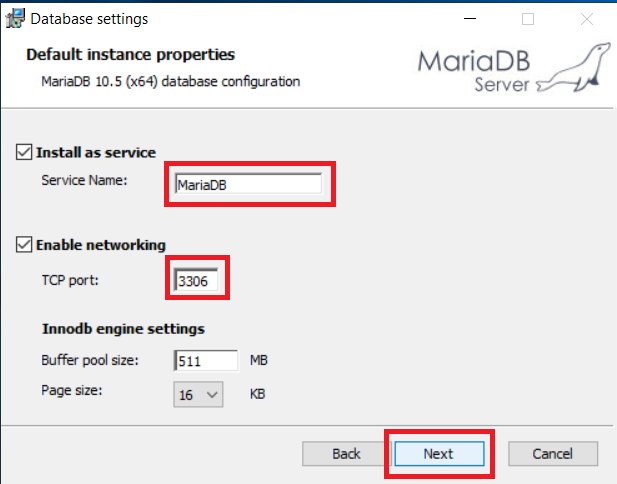 Database settings
Default instance properties
MariaDB 10.5 (x64) database configuration
MariaDB
Server
Install as service
Service Name: MariaDB
Enable networking
TCP port: 3306
Innodb engine settings
Buffer pool size: 511 MB
Page size: 16 KB
Back Next Cancel